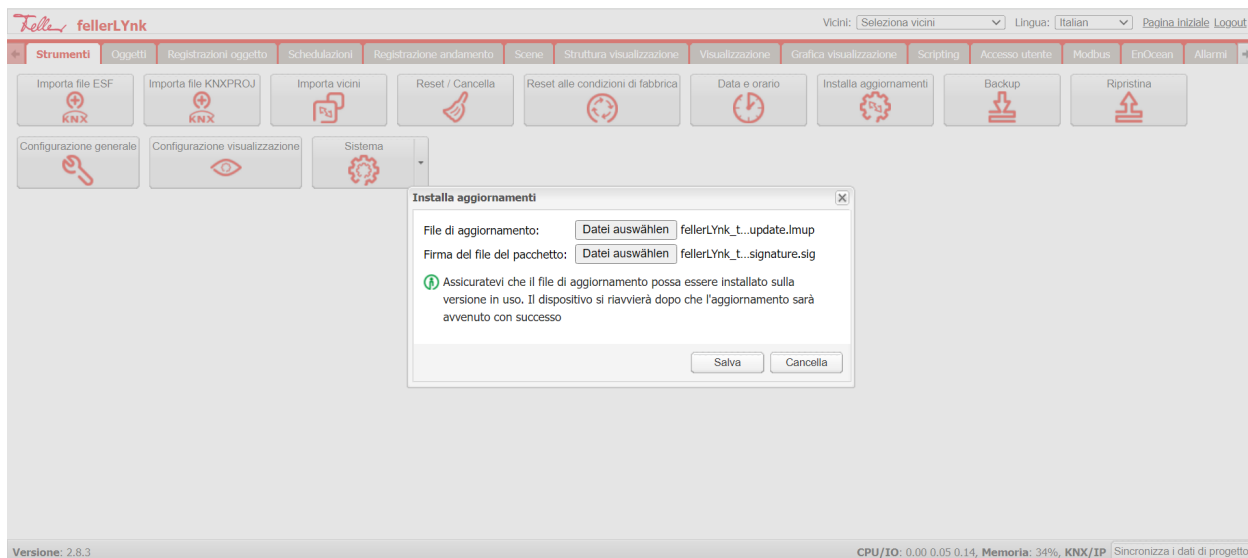 Feller fellerLYnk
Vicini: Seleziona vicini Lingua: Italian Pagina iniziale Logout
Strumenti Oggetti Registrazioni oggetto Schedulazioni Registrazione andamento Scene Struttura visualizzazione Visualizzazione Grafica visualizzazione Scripting Accesso utente Modbus EnOcean Allarmi
Importa file ESF Importa file KNXPROJ Importa vicini Reset / Cancella Reset alle condizioni di fabbrica Data e orario Installa aggiornamenti Backup Ripristina
KNX KNX
Configurazione generale Configurazione visualizzazione Sistema
Installa aggiornamenti
File di aggiornamento: Datei auswählen fellerLYnk_t...update.lmup
Firma del file del pacchetto: Datei auswählen fellerLYnk_t...signature.sig
Assicuratevi che il file di aggiornamento possa essere installato sulla
versione in uso. Il dispositivo si riavvierà dopo che l'aggiornamento sarà
avvenuto con successo
Salva Cancella
Versione: 2.8.3 CPU/IO: 0.00 0.05 0.14, Memoria: 34%, KNX/IP Sincronizza i dati di progetto